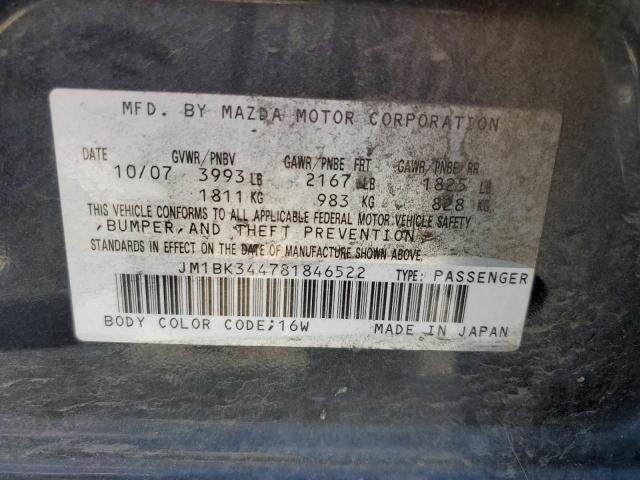 MFD. BY MAZDA MOTOR CORPORATION
DATE GVWR/PNBV GAWR/PNBE FRT GAWR/PNBE RR
10/07 3993 LB 2167 LB 1825 LB
1811 KG 983 KG 828 KG
THIS VEHICLE CONFORMS TO ALL APPLICABLE FEDERAL MOTOR VEHICLE SAFETY
,BUMPER,AND THEFT PREVENTION
STANDARDS IN EFFECT ON THE DATE OF MANUFACTURE SHOWN ABOVE.
JM1BK344781846522 TYPE: PASSENGER
BODY COLOR CODE;16W MADE IN JAPAN